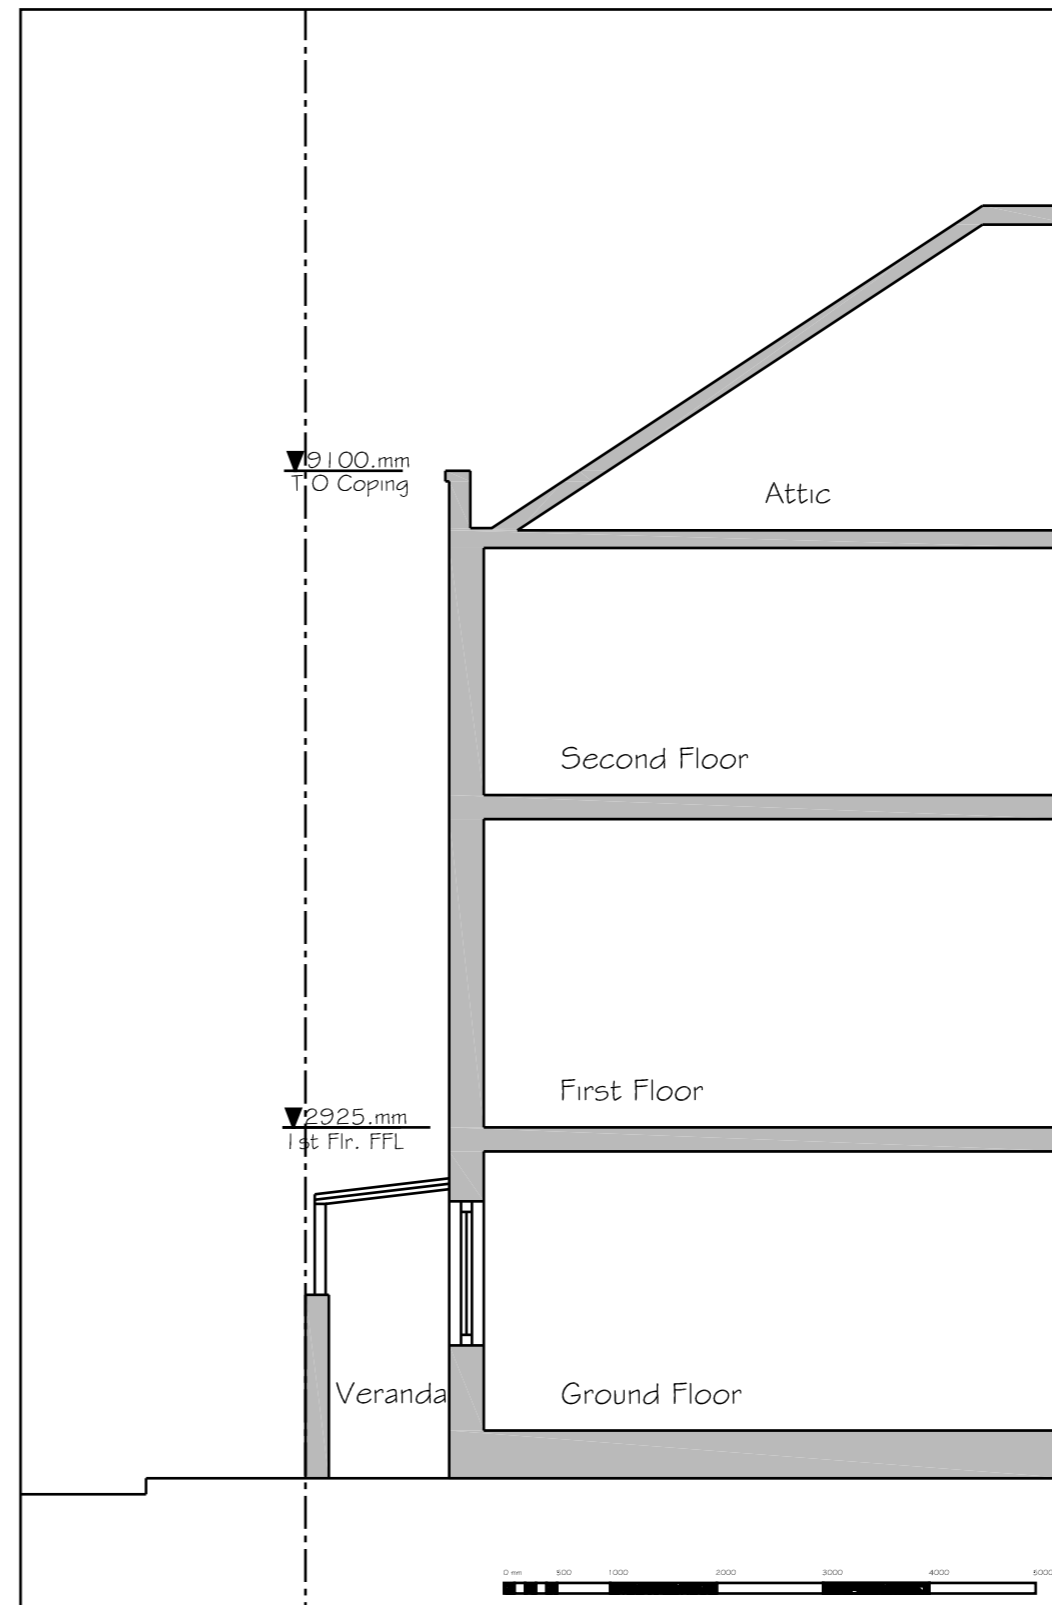 9100.mm
T O Coping
Attic
Second Floor
First Floor
2925.mm
1st Flr. FFL
Veranda
Ground Floor
0 mm 500 1000 2000 3000 4000 5000